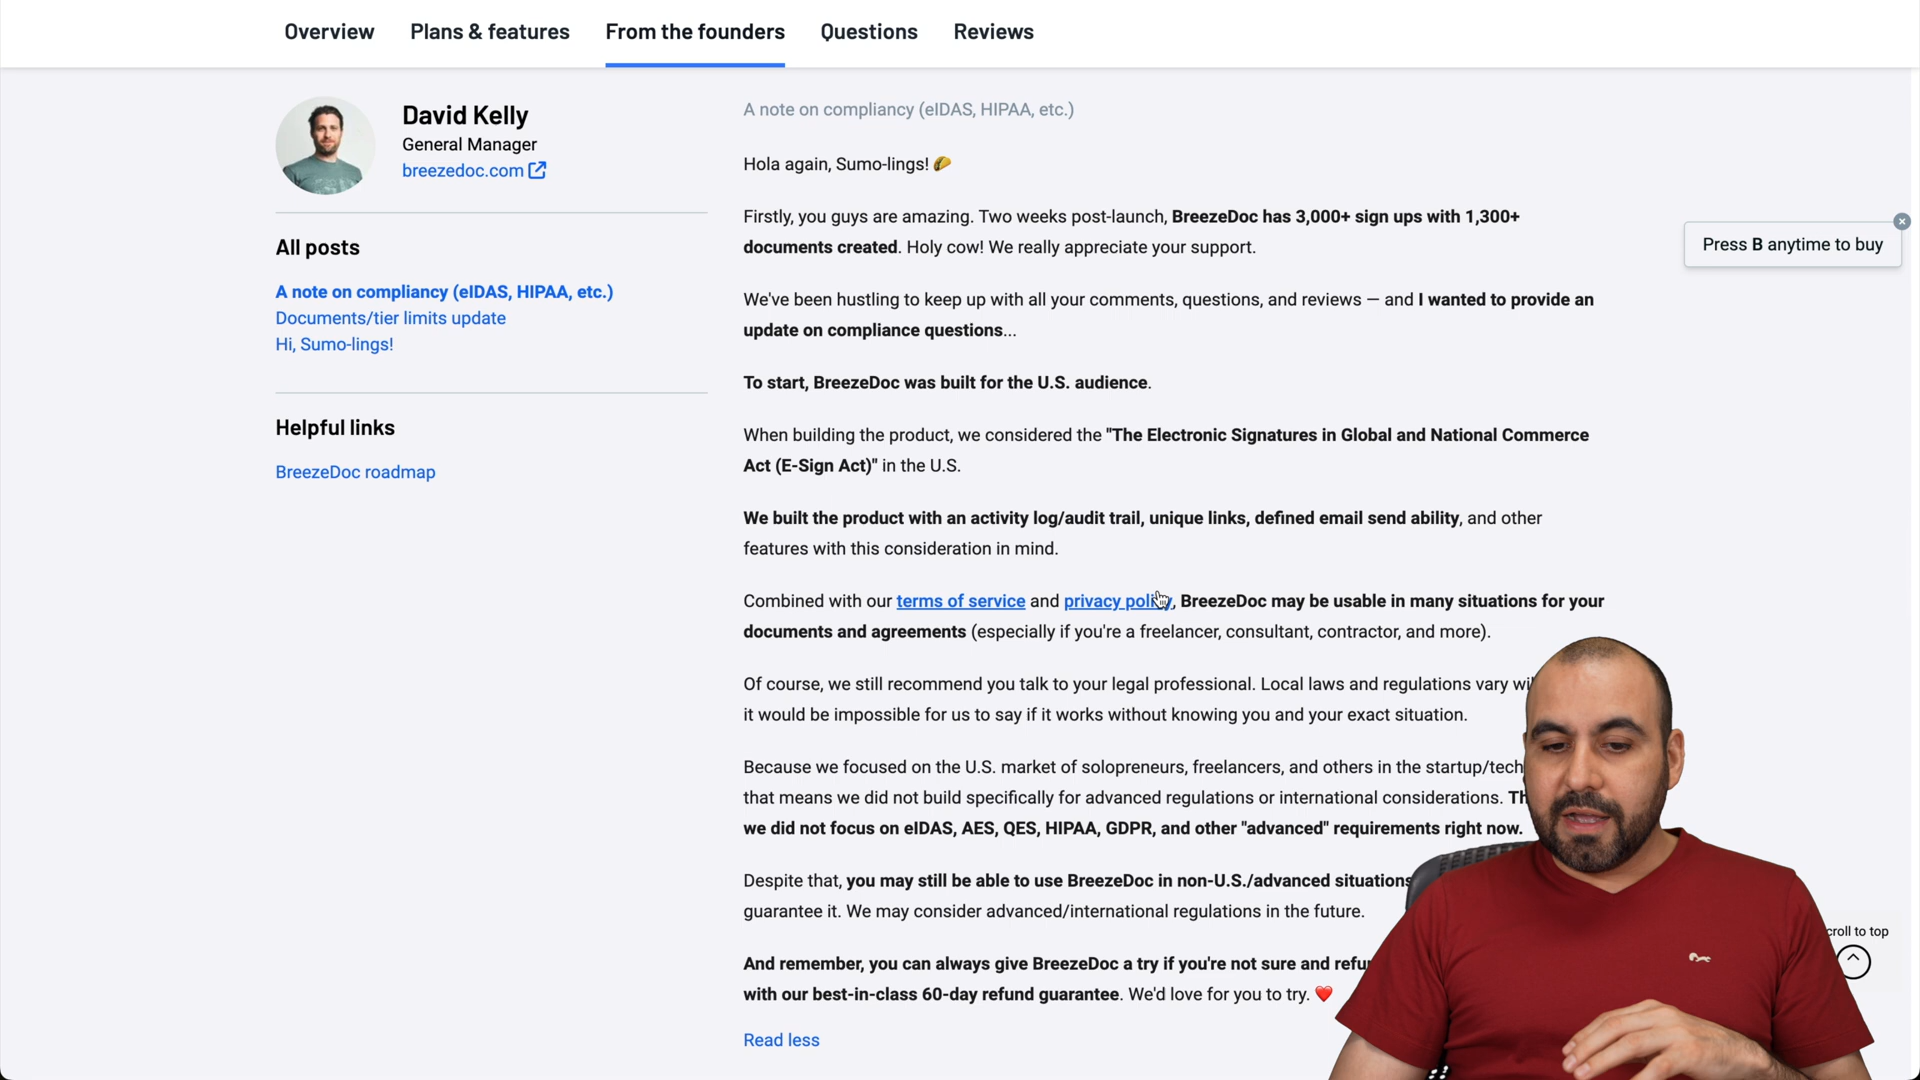 Overview Plans & features From the founders Questions Reviews
David Kelly
General Manager
breezedoc.com
All posts
A note on compliancy (eIDAS, HIPAA, etc.)
Documents/tier limits update
Hi, Sumo-lings!
Helpful links
BreezeDoc roadmap
A note on compliancy (eIDAS, HIPAA, etc.)
Hola again, Sumo-lings! 🌮
Firstly, you guys are amazing. Two weeks post-launch, BreezeDoc has 3,000+ sign ups with 1,300+
documents created. Holy cow! We really appreciate your support.
We've been hustling to keep up with all your comments, questions, and reviews — and I wanted to provide an
update on compliance questions...
To start, BreezeDoc was built for the U.S. audience.
When building the product, we considered the "The Electronic Signatures in Global and National Commerce
Act (E-Sign Act)" in the U.S.
We built the product with an activity log/audit trail, unique links, defined email send ability, and other
features with this consideration in mind.
Combined with our terms of service and privacy policy, BreezeDoc may be usable in many situations for your
documents and agreements (especially if you're a freelancer, consultant, contractor, and more).
Of course, we still recommend you talk to your legal professional. Local laws and regulations vary
it would be impossible for us to say if it works without knowing you and your exact situation.
Because we focused on the U.S. market of solopreneurs, freelancers, and others in the startup/tech
that means we did not build specifically for advanced regulations or international considerations.
we did not focus on eIDAS, AES, QES, HIPAA, GDPR, and other "advanced" requirements right now.
Despite that, you may still be able to use BreezeDoc in non-U.S./advanced situations
guarantee it. We may consider advanced/international regulations in the future.
And remember, you can always give BreezeDoc a try if you're not sure and
with our best-in-class 60-day refund guarantee. We'd love for you to try. ❤️
Read less
Press B anytime to buy
croll to top